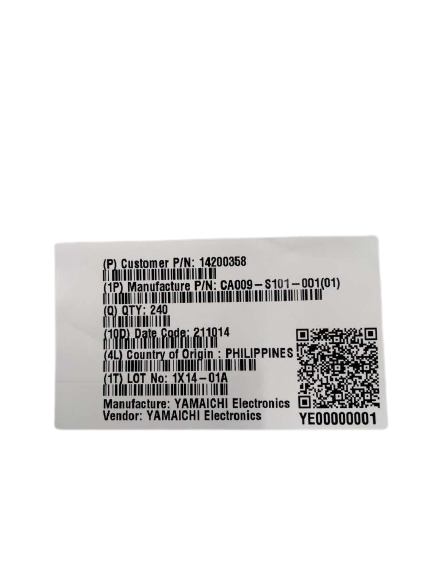 (P) Customer P/N: 14200358
(1P) Manufacture P/N: CA009-S101-001(01)
(Q) QTY: 240
(10D) Date Code: 211014
(4L) Country of Origin : PHILIPPINES
(1T) LOT No: 1X14-01A
Manufacture: YAMAICHI Electronics
Vendor: YAMAICHI Electronics
YE00000001